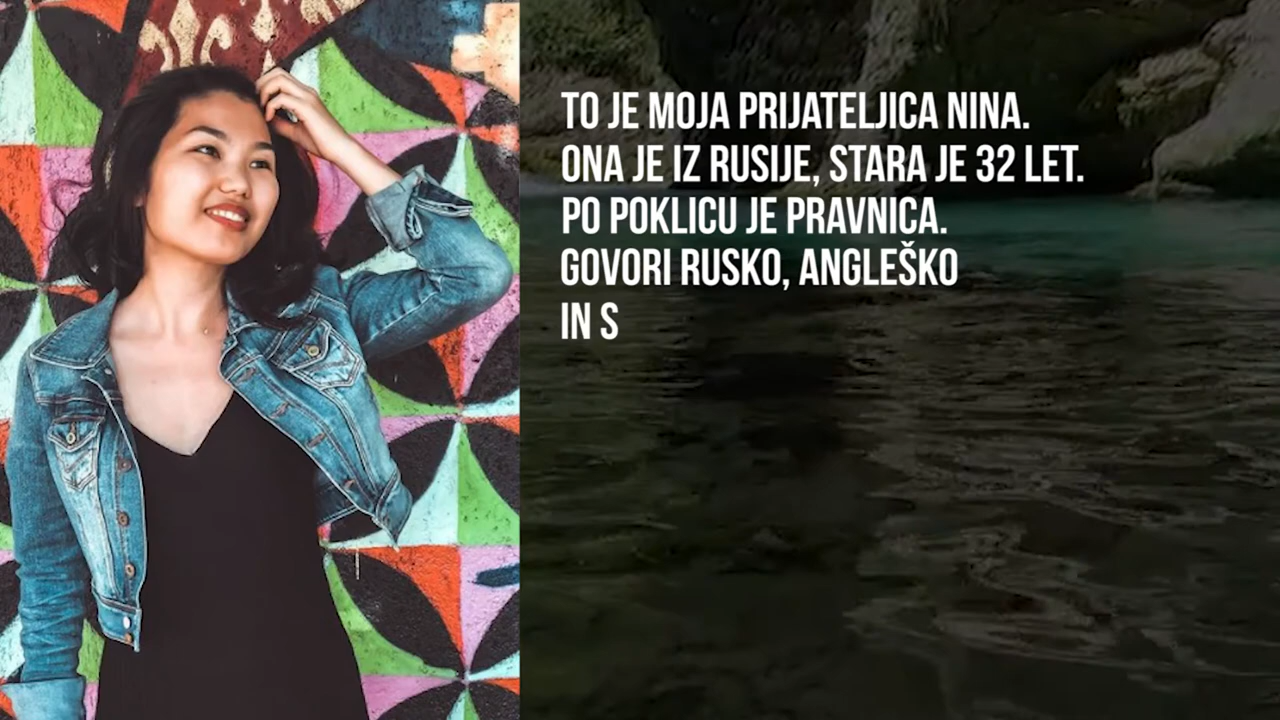 TO JE MOJA PRIJATELJICA NINA.
ONA JE IZ RUSIJE, STARA JE 32 LET.
PO POKLICU JE PRAVNICA.
GOVORI RUSKO, ANGLEŠKO
IN S